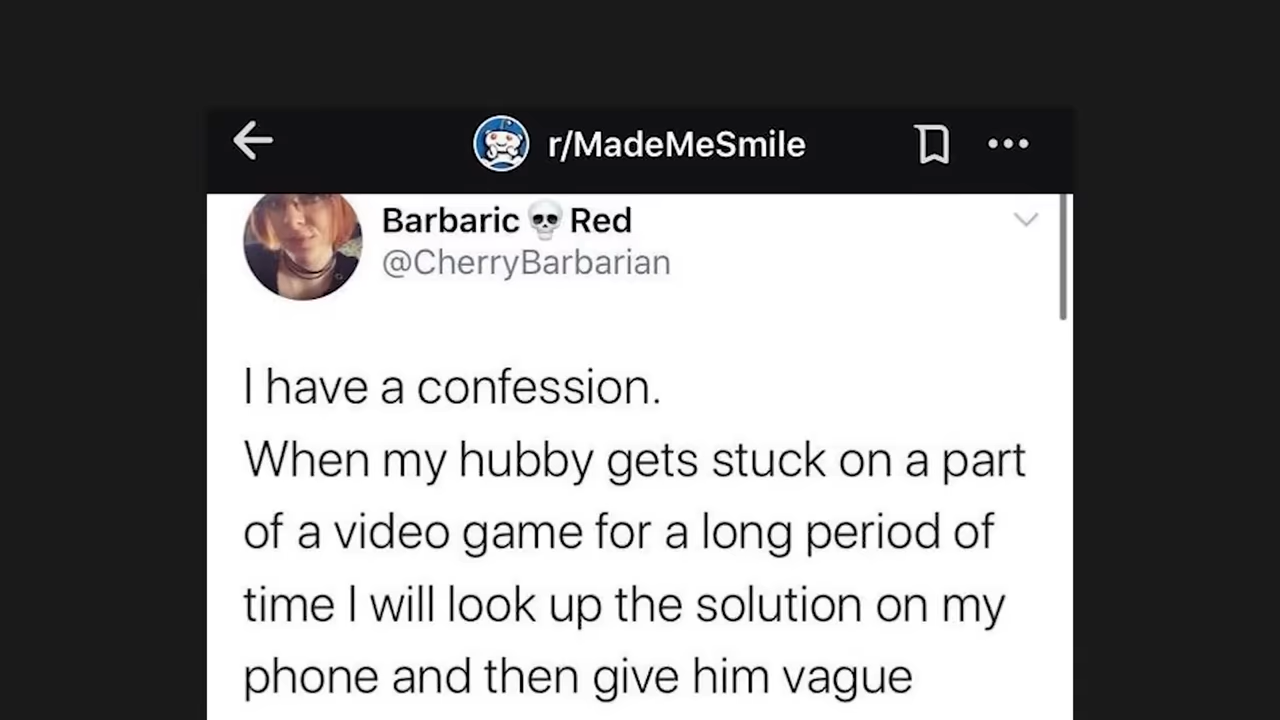 r/MadeMeSmile
Barbaric💀Red
@CherryBarbarian
I have a confession.
When my hubby gets stuck on a part
of a video game for a long period of
time I will look up the solution on my
phone and then give him vague